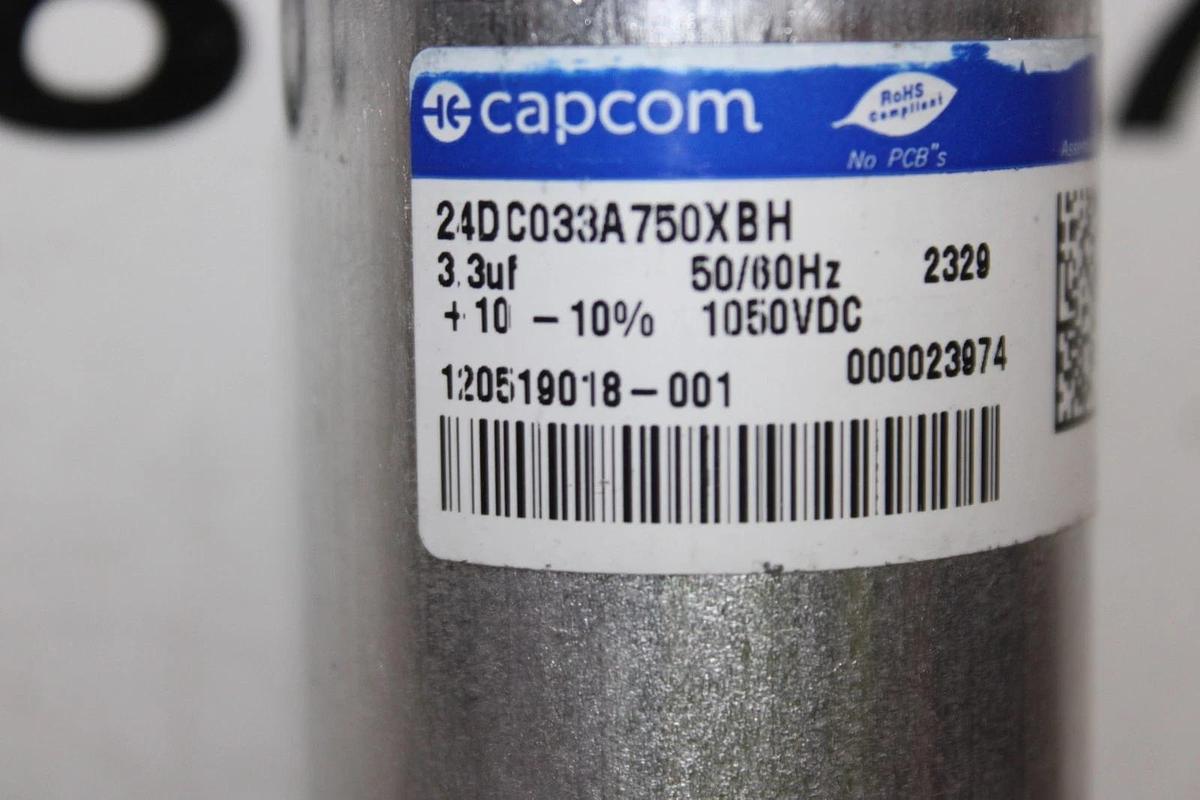 capcom
RoHS
Compliant
No PCB"s
24DC033A750XBH
3.3uf 50/60Hz 2329
+10 -10% 1050VDC
000023974
120519018-001